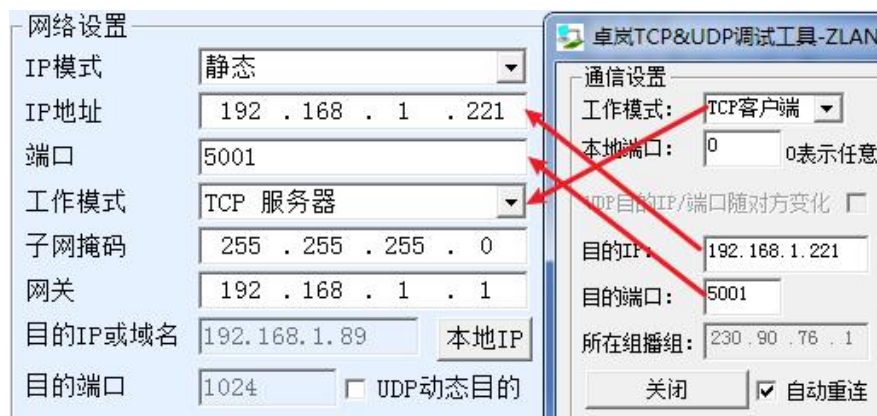 网络设置
IP模式
静态
IP地址
192 . 168 . 1 . 221
端口
5001
工作模式
TCP 服务器
子网掩码
255 . 255 . 255 . 0
网关
192 . 168 . 1 . 1
目的IP或域名
192.168.1.89
本地IP
目的端口
1024
UDP动态目的
卓岚TCP&UDP调试工具-ZLAN
通信设置
工作模式:
TCP客户端
本地端口:
0
0表示任意
UDP目的IP/端口随对方变化
目的IP:
192.168.1.221
目的端口:
5001
所在组播组:
230 .90 .76 . 1
关闭
自动重连